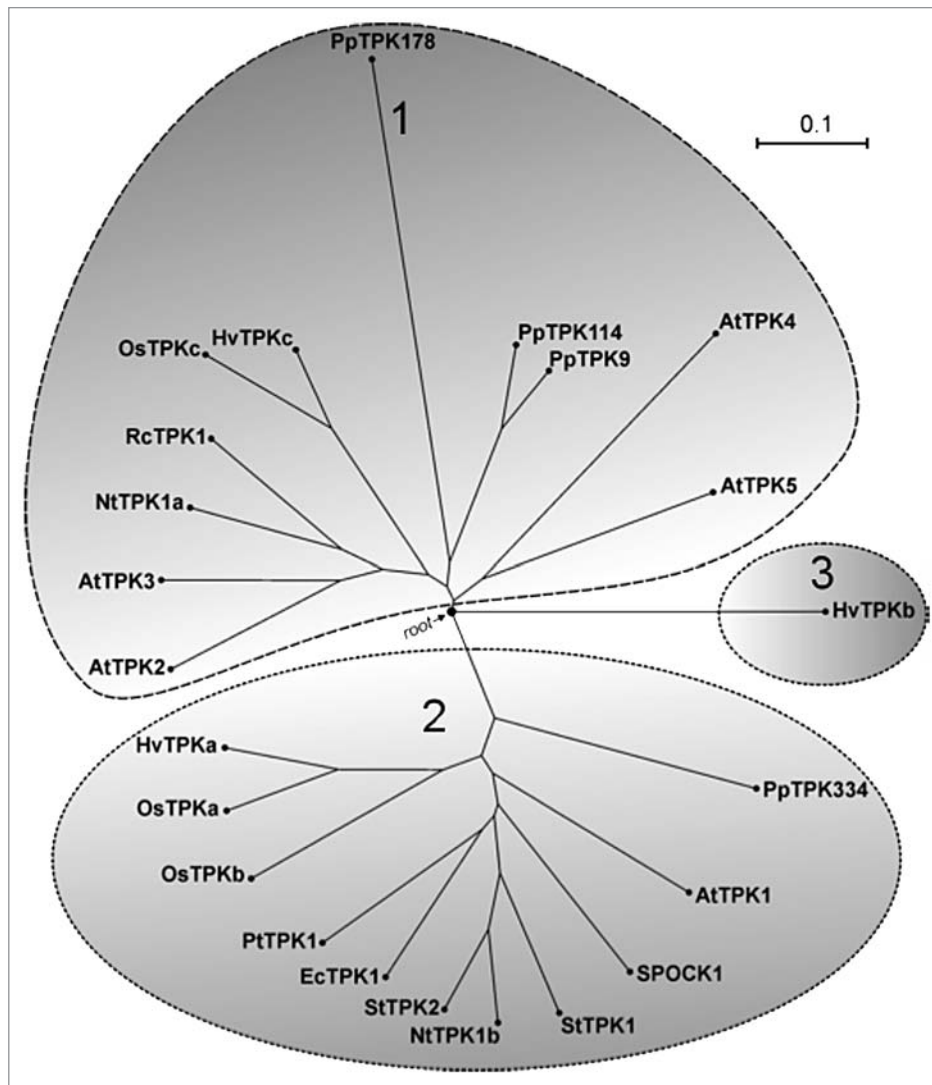 PpTPK178
1
0.1
AtTPK4
HvTPKc
PpTPK114
OsTPKc
PpTPK9
RcTPK1
AtTPK5
NtTPK1a
3
AtTPK3
HvTPKb
root
AtTPK2
2
HvTPKa
PpTPK334
OsTPKa
OsTPKb
AtTPK1
PtTPK1
EcTPK1
SPOCK1
StTPK2
StTPK1
NtTPK1b